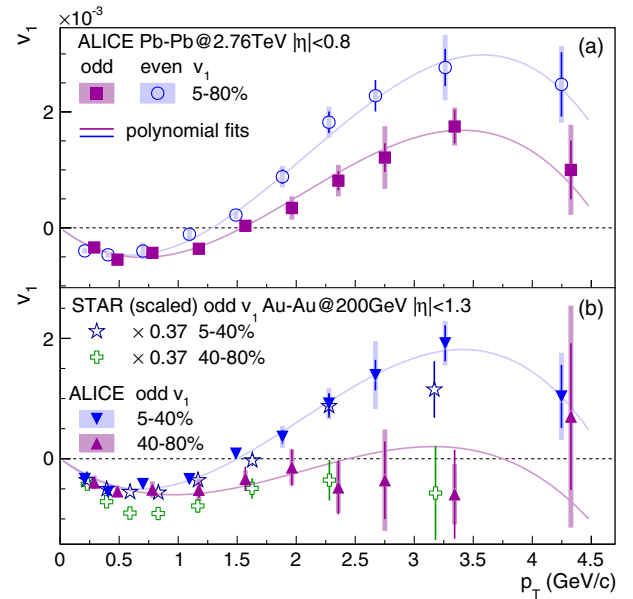 ×10⁻³
v₁
ALICE Pb-Pb@2.76TeV |η|<0.8
(a)
odd even v₁
5-80%
polynomial fits
2
0
v₁
STAR (scaled) odd v₁ Au-Au@200GeV |η|<1.3
(b)
× 0.37 5-40%
× 0.37 40-80%
2
ALICE odd v₁
5-40%
40-80%
0
0 0.5 1 1.5 2 2.5 3 3.5 4 4.5
p_T (GeV/c)